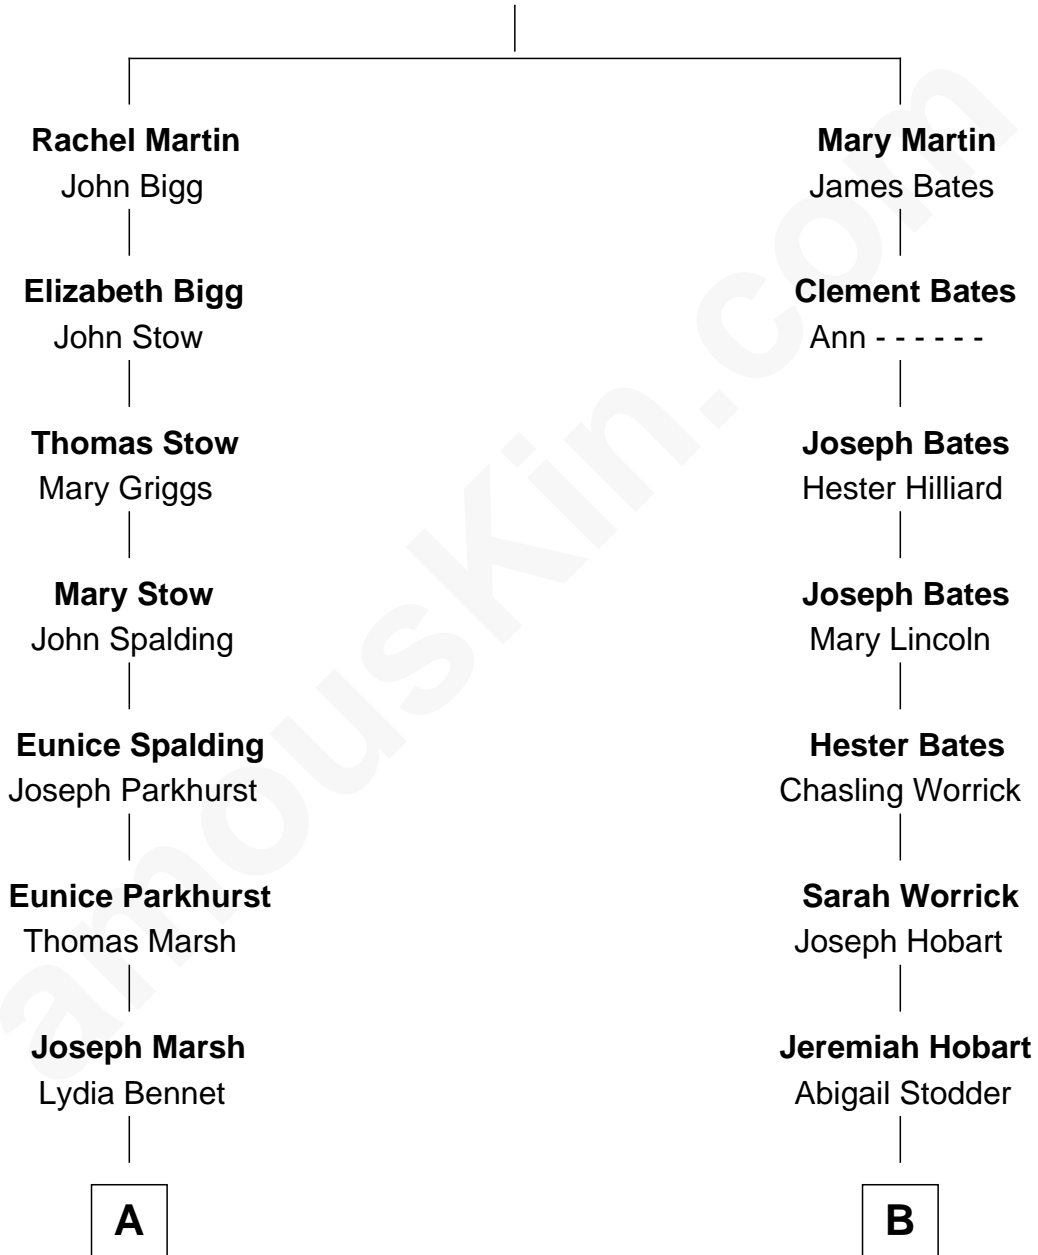 Rachel Martin
John Bigg
Mary Martin
James Bates
Elizabeth Bigg
John Stow
Clement Bates
Ann - - - - - -
Thomas Stow
Mary Griggs
Joseph Bates
Hester Hilliard
Mary Stow
John Spalding
Joseph Bates
Mary Lincoln
Eunice Spalding
Joseph Parkhurst
Hester Bates
Chasling Worrick
Eunice Parkhurst
Thomas Marsh
Sarah Worrick
Joseph Hobart
Joseph Marsh
Lydia Bennet
Jeremiah Hobart
Abigail Stodder
A
B
amouskin.com